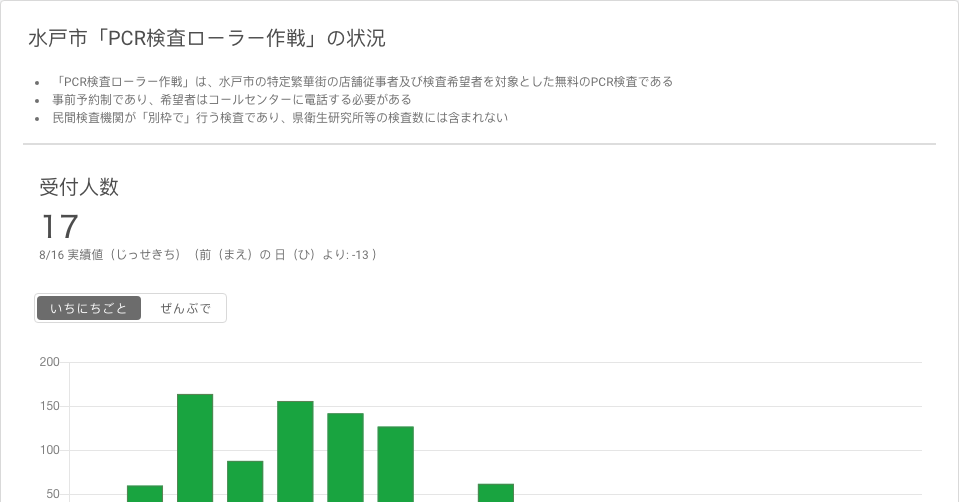 水戸市「PCR検査ローラー作戦」の状況
「PCR検査ローラー作戦」は、水戸市の特定繁華街の店舗従事者及び検査希望者を対象とした無料のPCR検査である
事前予約制であり、希望者はコールセンターに電話する必要がある
民間検査機関が「別枠で」行う検査であり、県衛生研究所等の検査数には含まれない
受付人数
17
8/16 実績値（じっせきち）（前（まえ）の 日（ひ）より: -13 ）
いちにちごと ぜんぶで
200
150
100
50